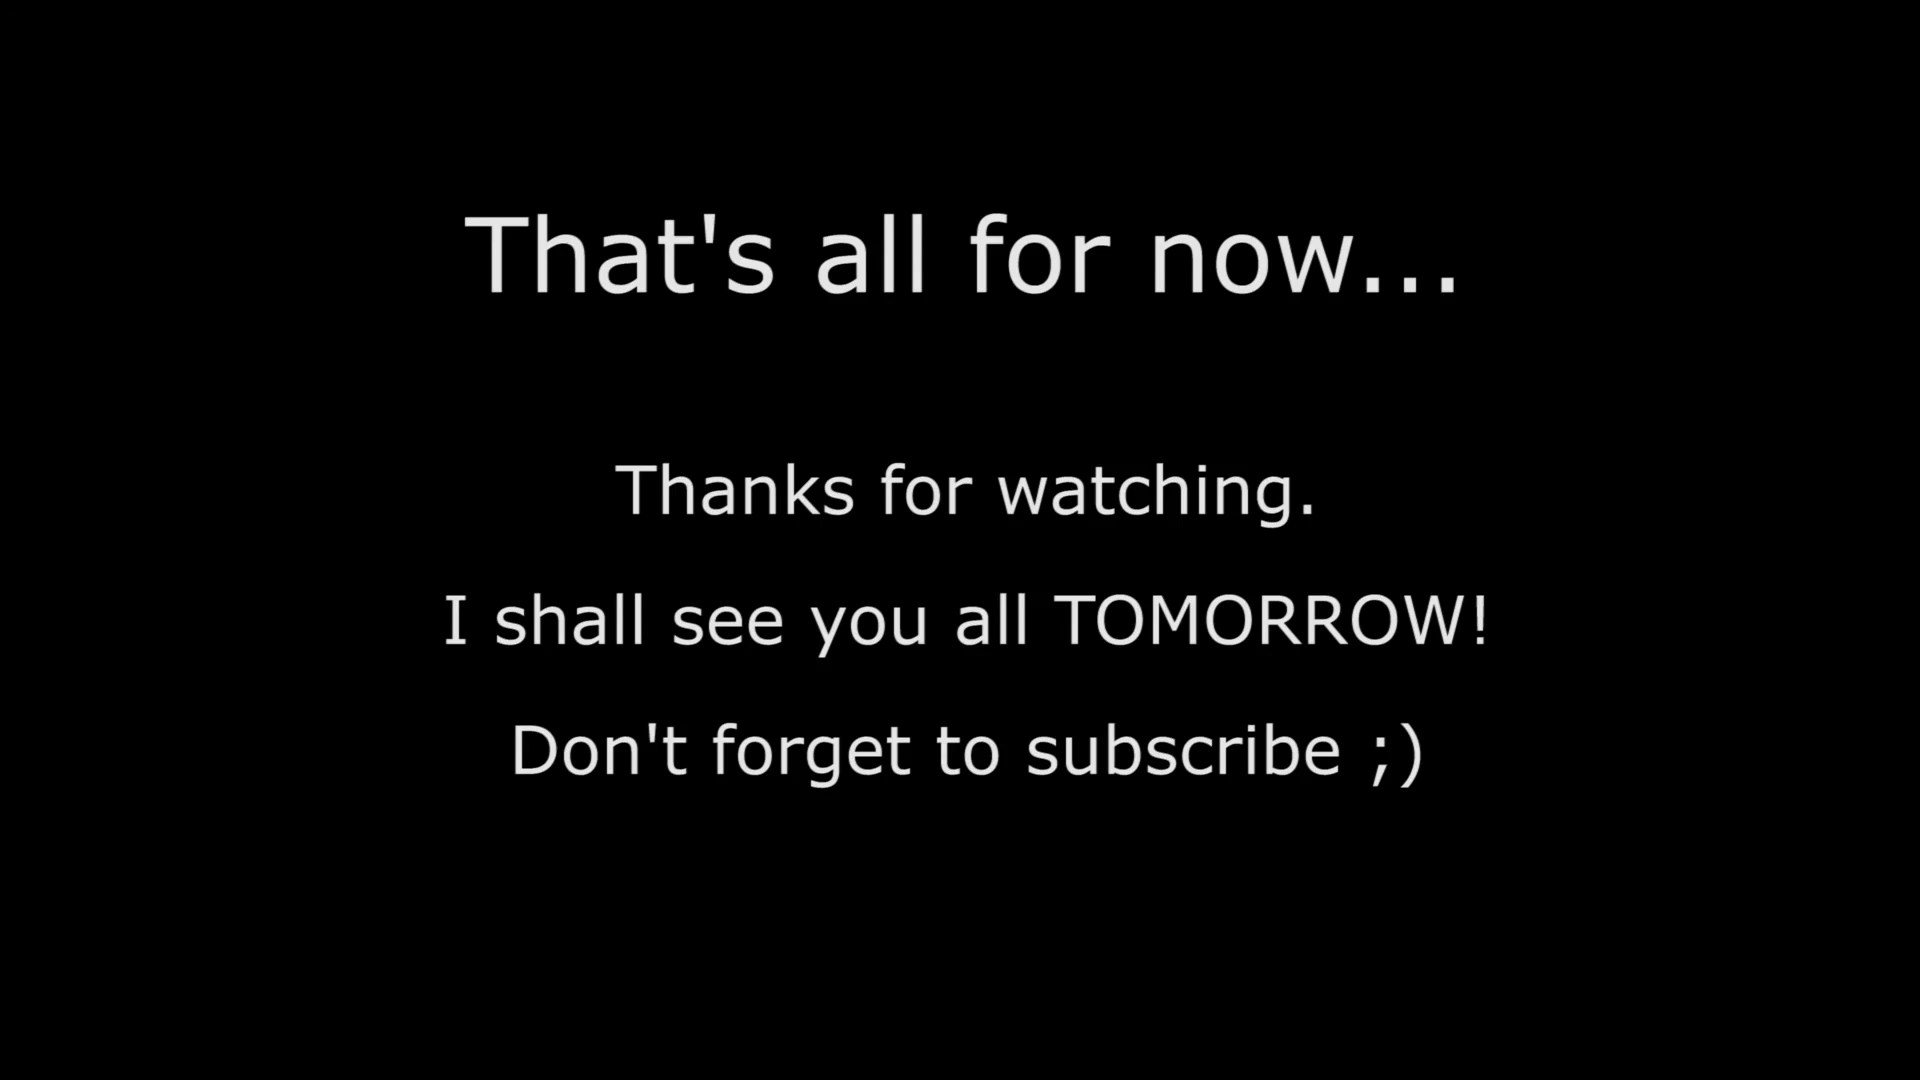 That's all for now...
Thanks for watching.
I shall see you all TOMORROW!
Don't forget to subscribe ;)